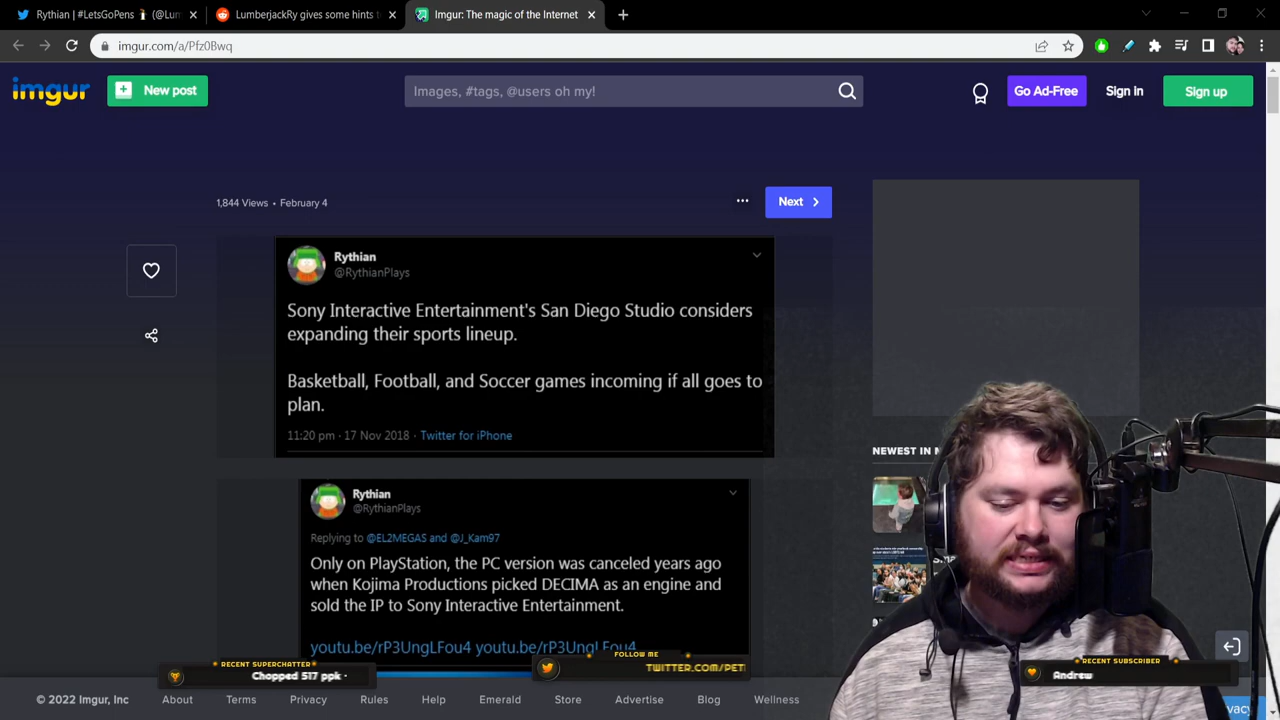 Rythian | #LetsGoPens (@Lum
LumberjackRy gives some hints t
Imgur: The magic of the Internet
imgur.com/a/Pfz0Bwq
imgur
New post
Images, #tags, @users oh my!
Go Ad-Free
Sign in
Sign up
1,844 Views • February 4
Next
Rythian
@RythianPlays
Sony Interactive Entertainment's San Diego Studio considers
expanding their sports lineup.
Basketball, Football, and Soccer games incoming if all goes to
plan.
11:20 pm · 17 Nov 2018 · Twitter for iPhone
NEWEST IN M
Rythian
@RythianPlays
Replying to @EL2MEGAS and @J_Kam97
Only on PlayStation, the PC version was canceled years ago
when Kojima Productions picked DECIMA as an engine and
sold the IP to Sony Interactive Entertainment.
youtu.be/rP3UngLFou4 youtu.be/rP3UngLFou4
RECENT SUPERCHATTER
Chopped 517 ppk -
FOLLOW ME
TWITTER.COM/PET
RECENT SUBSCRIBER
Andrew
© 2022 Imgur, Inc
About
Terms
Privacy
Rules
Help
Emerald
Store
Advertise
Blog
Wellness
vacy